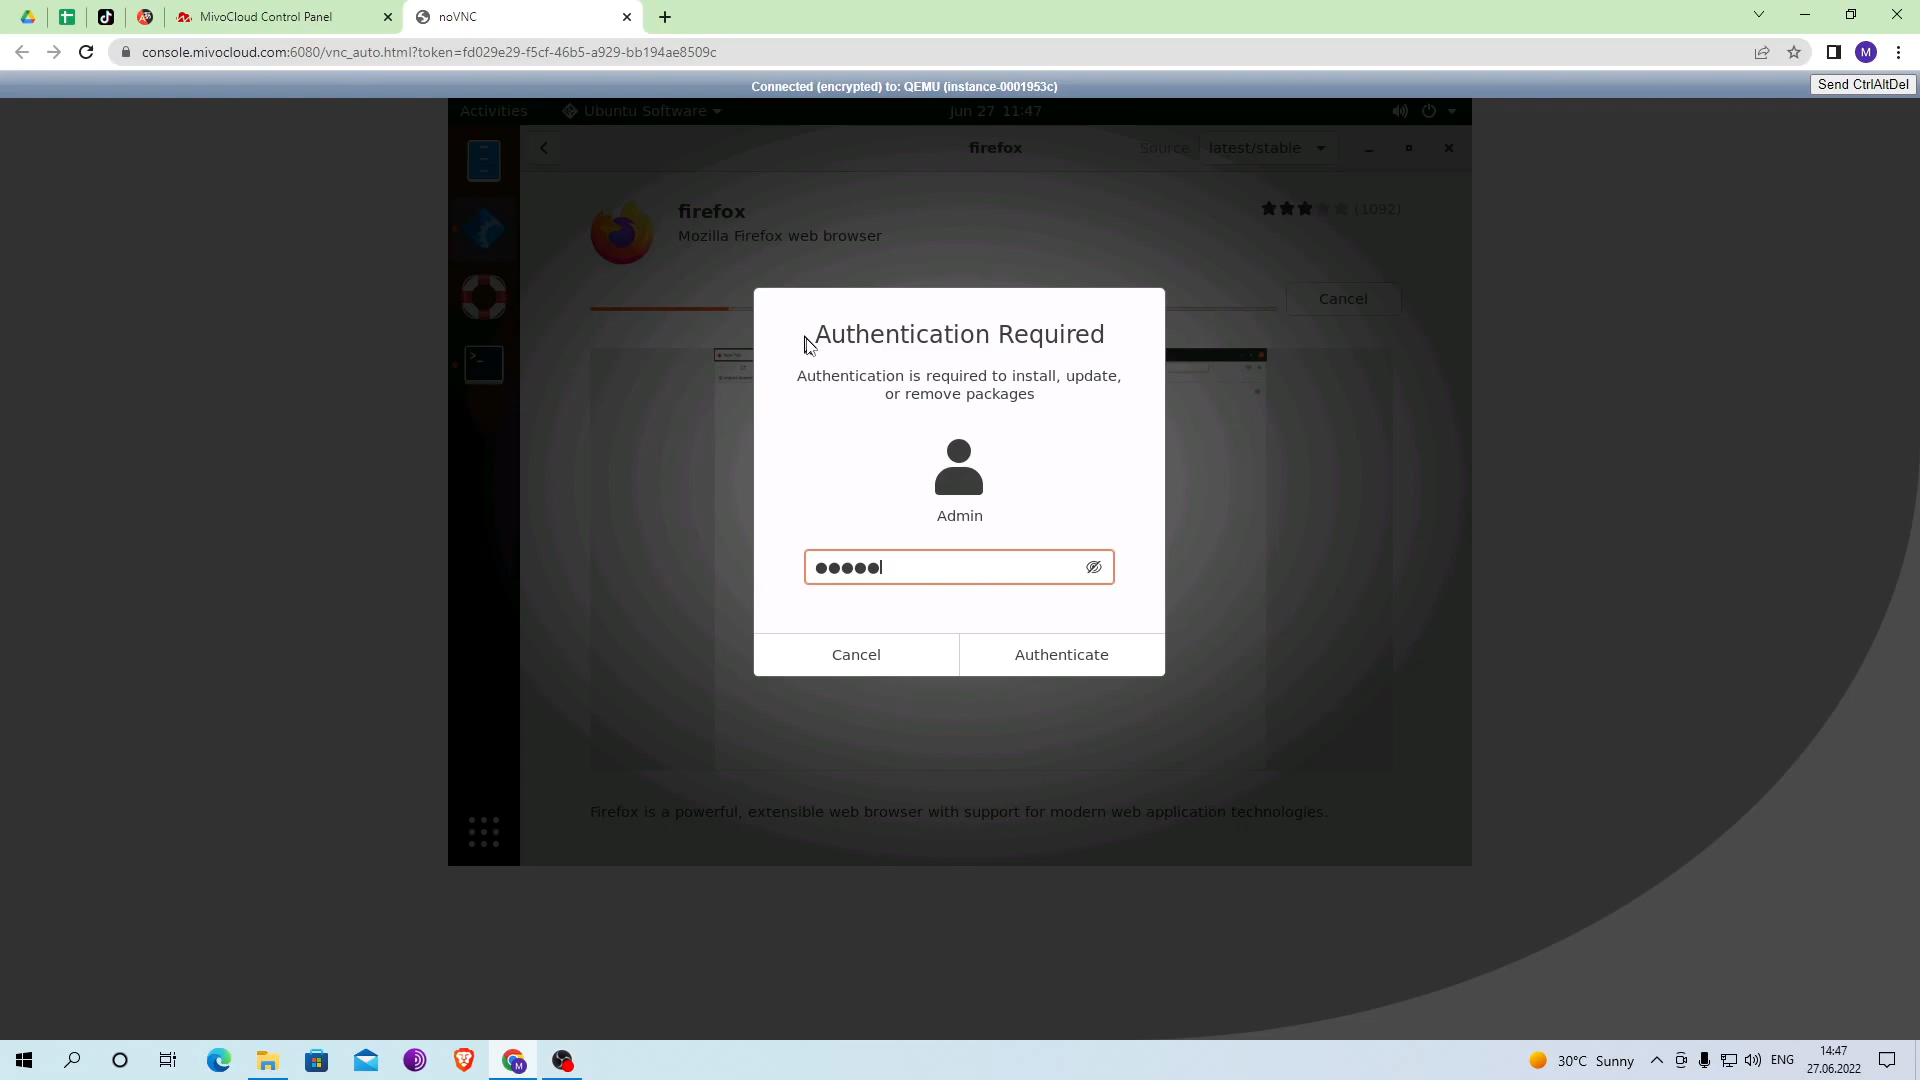 MivoCloud Control Panel
noVNC
console.mivocloud.com:6080/vnc_auto.html?token=fd029e29-f5cf-46b5-a929-bb194ae8509c
M
Connected (encrypted) to: QEMU (instance-0001953c)
Send CtrlAltDel
Activities
Ubuntu Software
Jun 27 11:47
firefox
Source
latest/stable
firefox
(1092)
Mozilla Firefox web browser
Cancel
Authentication Required
Authentication is required to install, update,
or remove packages
Admin
●●●●●
Cancel
Authenticate
Firefox is a powerful, extensible web browser with support for modern web application technologies.
30°C Sunny
ENG
14:47
27.06.2022